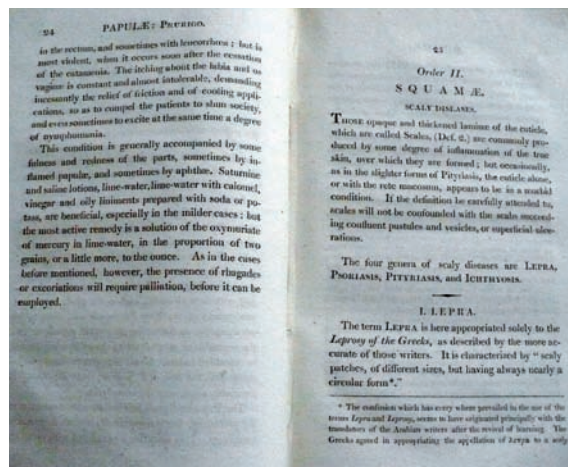 24 PAPULÆ: PRURIGO.
in the rectum, and sometimes with leucorrhœa; but is
most violent, when it occurs soon after the cessation
of the catamenia. The itching about the labia and os
vaginæ is constant and almost intolerable, demanding
incessantly the relief of friction and of cooling appli-
cations, so as to compel the patients to shun society,
and even sometimes to excite at the same time a degree
of nymphomania.
This condition is generally accompanied by some
fulness and redness of the parts, sometimes by in-
flamed papulæ, and sometimes by aphthæ. Saturnine
and saline lotions, lime-water, lime-water with calomel,
vinegar and oily liniments prepared with soda or po-
tass, are beneficial, especially in the milder cases; but
the most active remedy is a solution of the oxymuriate
of mercury in lime-water, in the proportion of two
grains, or a little more, to the ounce. As in the cases
before mentioned, however, the presence of rhagades
or excoriations will require palliation, before it can be
employed.
25
Order II.
SQUAMÆ.
SCALY DISEASES.
THOSE opaque and thickened laminæ of the cuticle,
which are called Scales, (Def. 2.) are commonly pro-
duced by some degree of inflammation of the true
skin, over which they are formed; but occasionally,
as in the slighter forms of Pityriasis, the cuticle alone,
or with the rete mucosum, appears to be in a morbid
condition. If the definition be carefully attended to,
scales will not be confounded with the scabs succeed-
ing confluent pustules and vesicles, or superficial ulce-
rations.
The four genera of scaly diseases are LEPRA,
PSORIASIS, PITYRIASIS, and ICHTHYOSIS.
I. LEPRA.
The term LEPRA is here appropriated solely to the
Leprosy of the Greeks, as described by the more ac-
curate of those writers. It is characterised by "scaly
patches, of different sizes, but having always nearly a
circular form*."
* The confusion which has every where prevailed in the use of the
terms Lepra and Leprosy, seems to have originated principally with the
translators of the Arabian writers after the revival of learning. The
Greeks agreed in appropriating the appellation of to a scaly